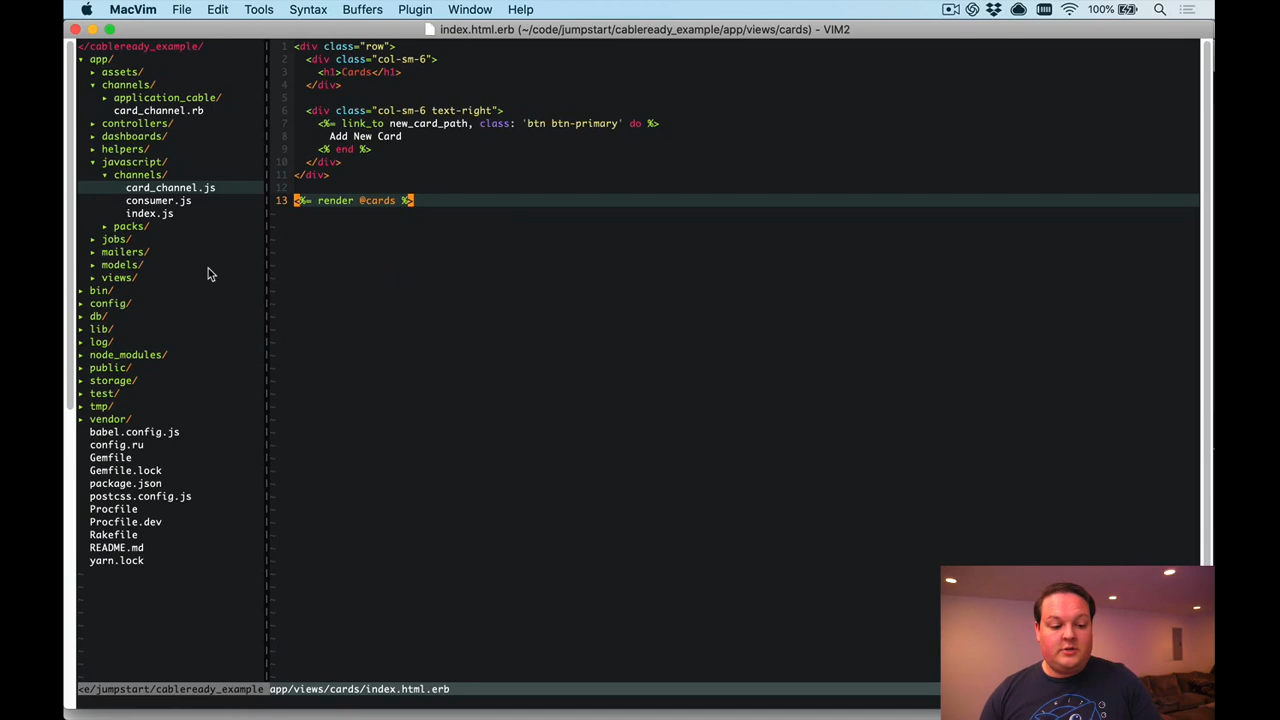 MacVim File Edit Tools Syntax Buffers Plugin Window Help 100%
index.html.erb (~/code/jumpstart/cableready_example/app/views/cards) - VIM2
</cableready_example/
▾ app/
▸ assets/
▾ channels/
▸ application_cable/
card_channel.rb
▸ controllers/
▸ dashboards/
▸ helpers/
▾ javascript/
▾ channels/
card_channel.js
consumer.js
index.js
▸ packs/
▸ jobs/
▸ mailers/
▸ models/
▸ views/
▸ bin/
▸ config/
▸ db/
▸ lib/
▸ log/
▸ node_modules/
▸ public/
▸ storage/
▸ test/
▸ tmp/
▸ vendor/
babel.config.js
config.ru
Gemfile
Gemfile.lock
package.json
postcss.config.js
Procfile
Procfile.dev
Rakefile
README.md
yarn.lock
1 <div class="row">
2 <div class="col-sm-6">
3 <h1>Cards</h1>
4 </div>
5
6 <div class="col-sm-6 text-right">
7 <%= link_to new_card_path, class: 'btn btn-primary' do %>
8 Add New Card
9 <% end %>
10 </div>
11 </div>
12
13 <%= render @cards %>
<e/jumpstart/cableready_example app/views/cards/index.html.erb